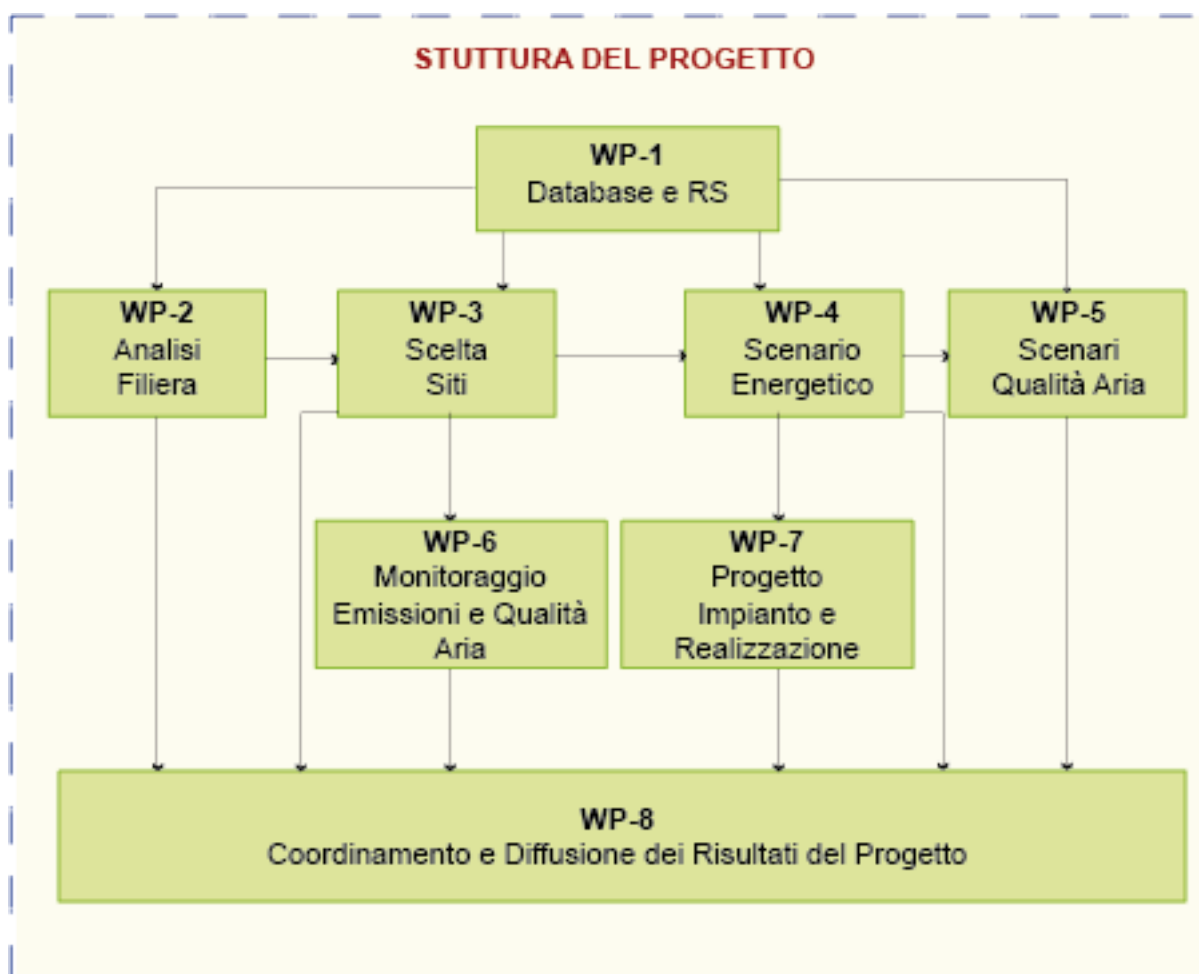 STUTTURA DEL PROGETTO
WP-1
Database e RS
WP-2
Analisi
Filiera
WP-3
Scelta
Siti
WP-4
Scenario
Energetico
WP-5
Scenari
Qualità Aria
WP-6
Monitoraggio
Emissioni e Qualità
Aria
WP-7
Progetto
Impianto e
Realizzazione
WP-8
Coordinamento e Diffusione dei Risultati del Progetto